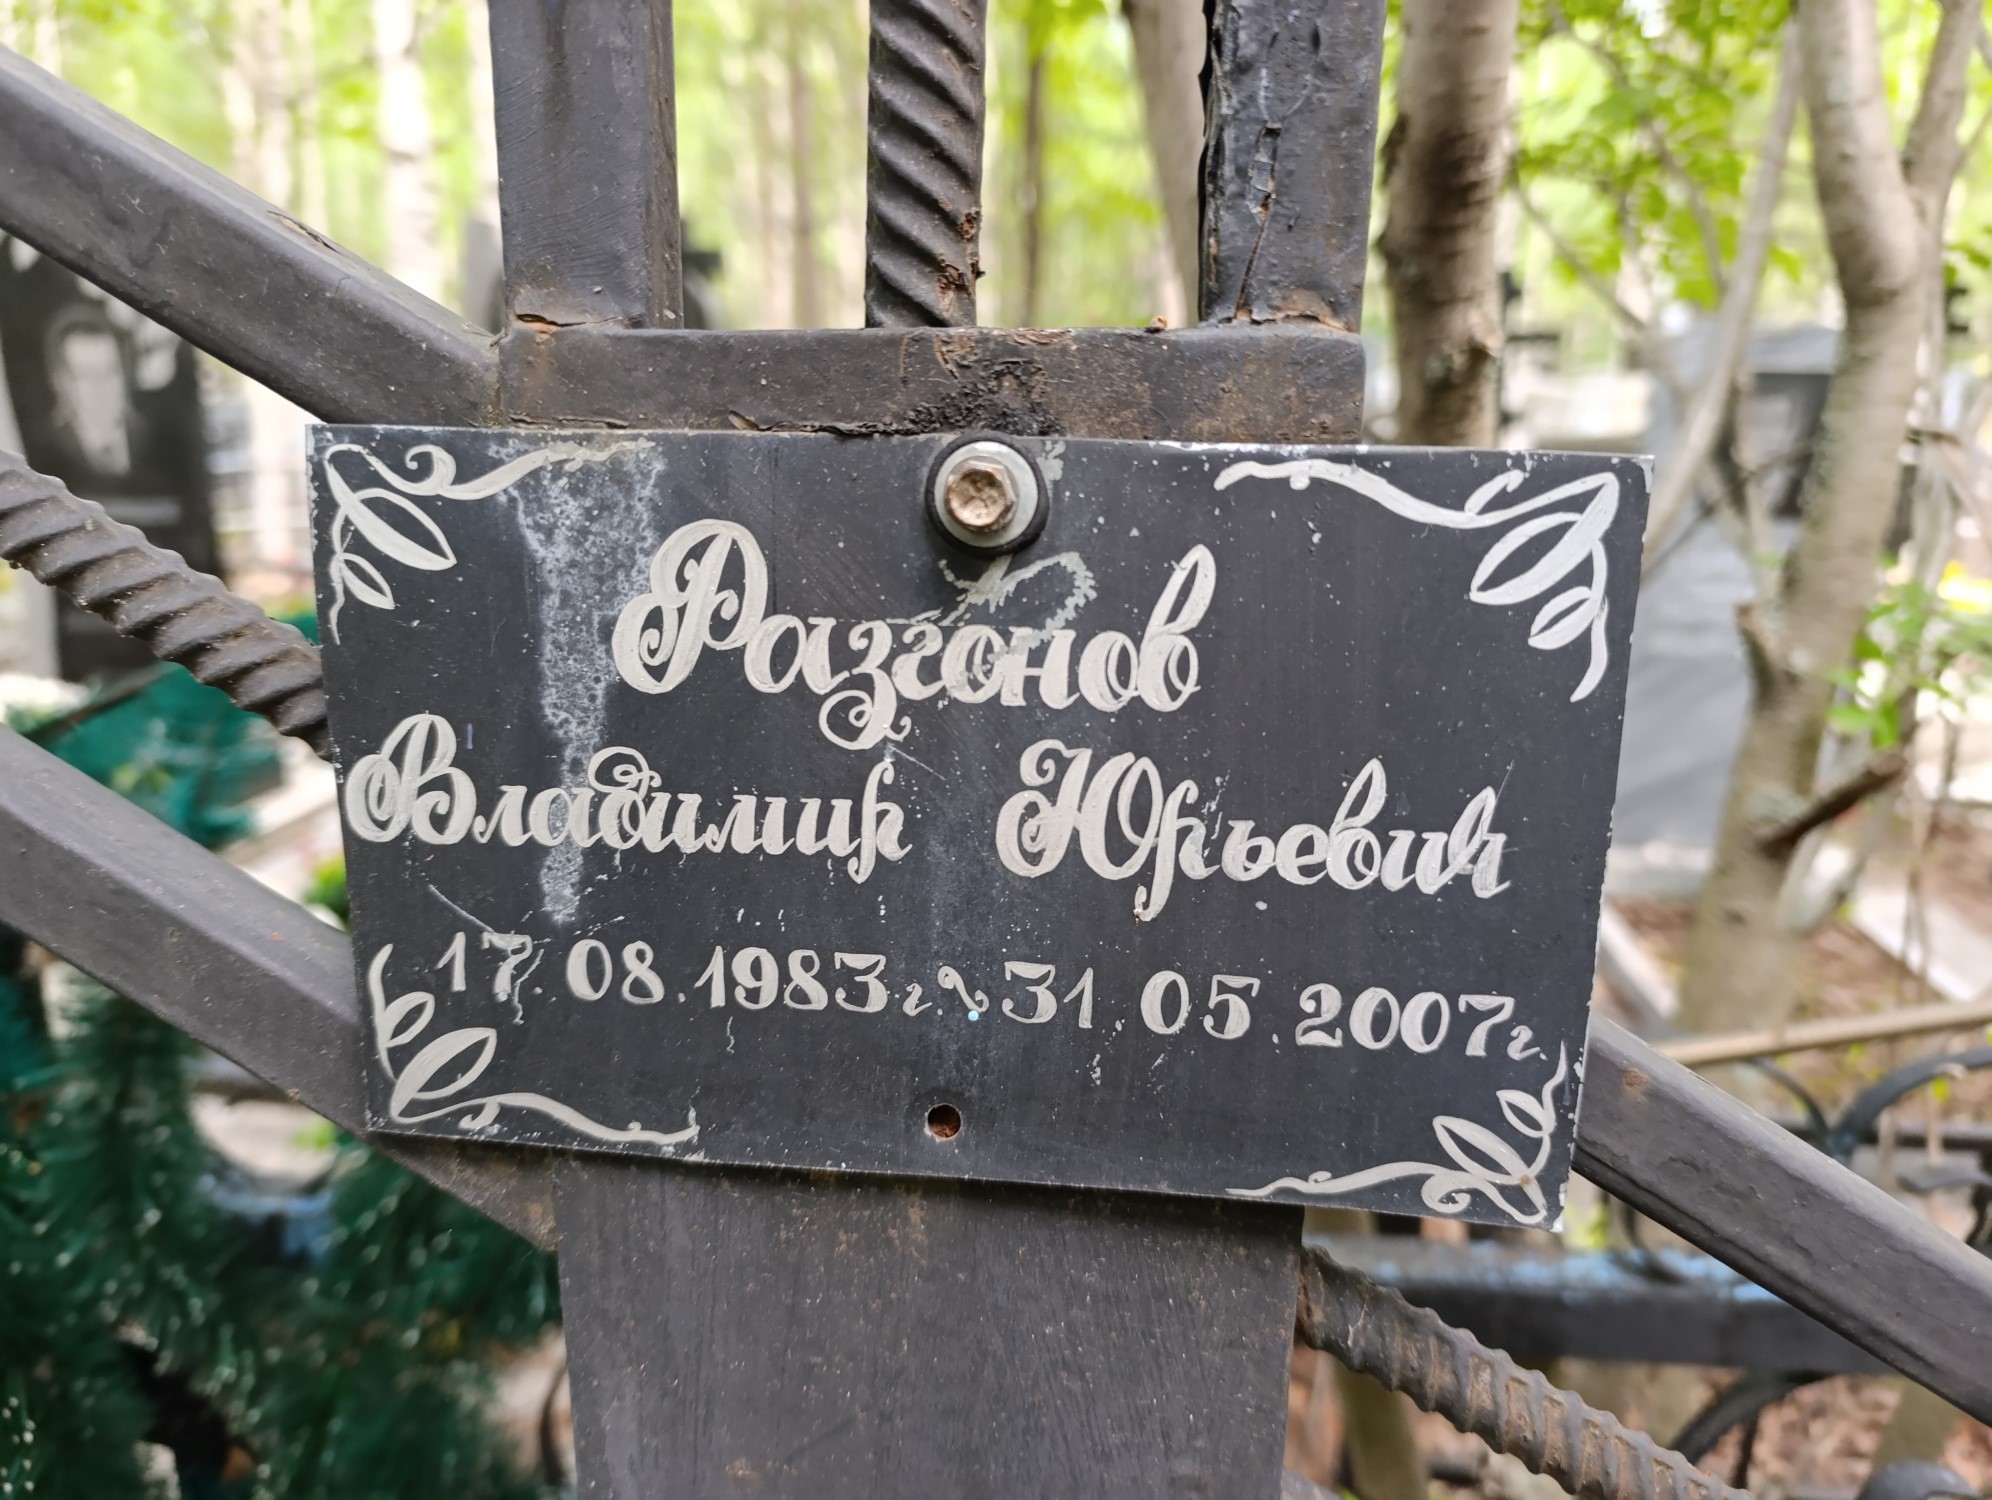 Разгонов
Владимир Юрьевич
17.08.1983г. ~ 31.05.2007г.